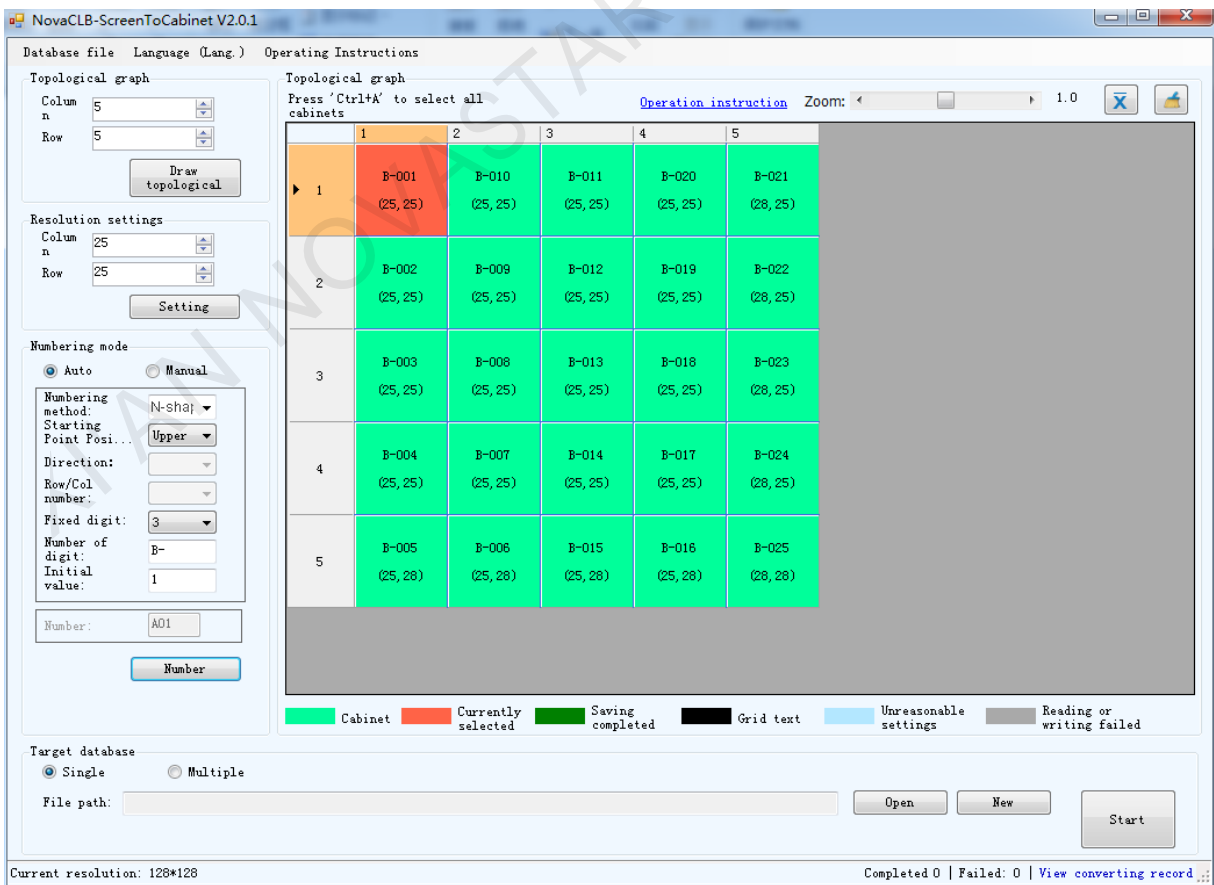 NovaCLB-ScreenToCabinet V2.0.1
Database file Language (Lang.) Operating Instructions
Topological graph
Colum
n
5
Row 5
Draw
topological
Resolution settings
Colum
n
25
Row 25
Setting
Numbering mode
Auto Manual
Numbering
method:
N-shap
Starting
Point Posi...
Upper
Direction:
Row/Col
number:
Fixed digit: 3
Number of
digit:
B-
Initial
value:
1
Number: A01
Number
Topological graph
Press 'Ctrl+A' to select all
cabinets
Operation instruction Zoom: 1.0
1 2 3 4 5
1 B-001 B-010 B-011 B-020 B-021
(25, 25) (25, 25) (25, 25) (25, 25) (28, 25)
2 B-002 B-009 B-012 B-019 B-022
(25, 25) (25, 25) (25, 25) (25, 25) (28, 25)
3 B-003 B-008 B-013 B-018 B-023
(25, 25) (25, 25) (25, 25) (25, 25) (28, 25)
4 B-004 B-007 B-014 B-017 B-024
(25, 25) (25, 25) (25, 25) (25, 25) (28, 25)
5 B-005 B-006 B-015 B-016 B-025
(25, 28) (25, 28) (25, 28) (25, 28) (28, 28)
Cabinet
Currently
selected
Saving
completed
Grid text
Unreasonable
settings
Reading or
writing failed
Target database
Single Multiple
File path: Open New
Start
Current resolution: 128*128 Completed 0 | Failed: 0 | View converting record
XI AN NOVASTAR